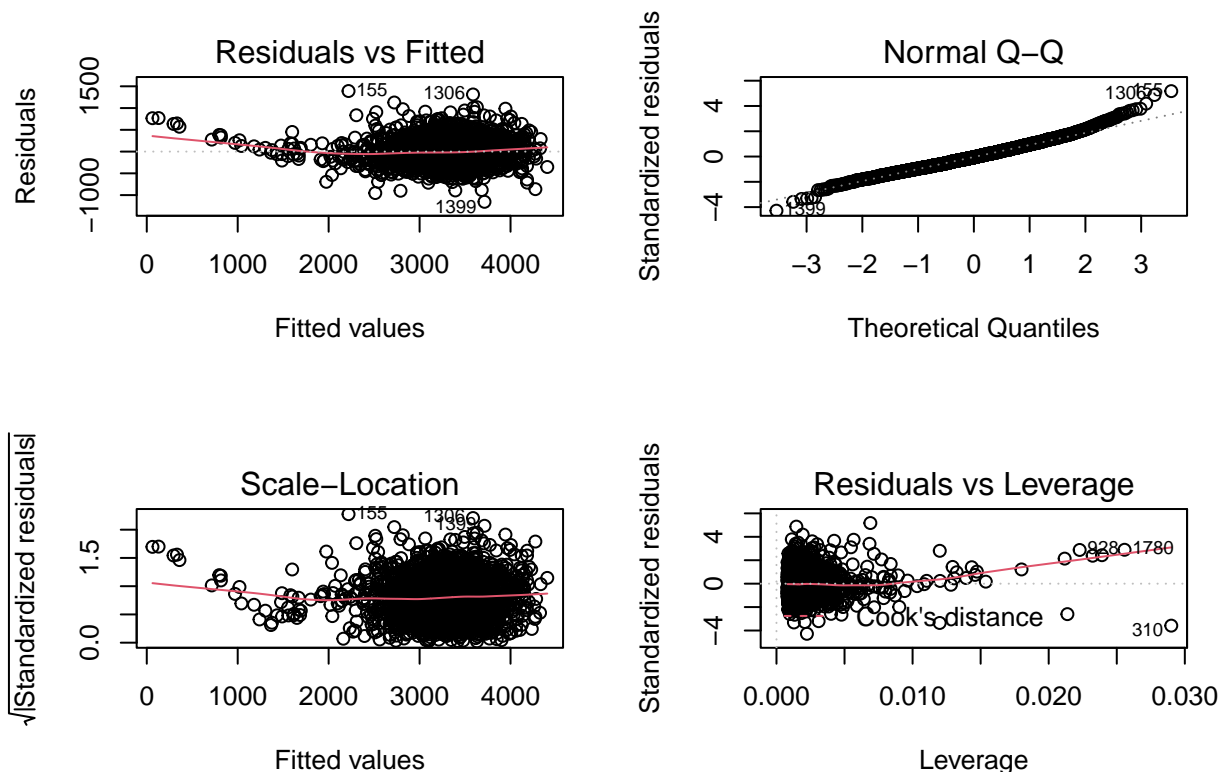 Residuals vs Fitted
Residuals
1500
−1000
155
1306
1399
0 1000 2000 3000 4000
Fitted values
Normal Q−Q
Standardized residuals
4
0
−4
1306
155
1399
−3 −2 −1 0 1 2 3
Theoretical Quantiles
Scale−Location
√|Standardized residuals|
1.5
0.0
155
1306
1399
0 1000 2000 3000 4000
Fitted values
Residuals vs Leverage
Standardized residuals
4
0
−4
928 1780
Cook's distance
310
0.000 0.010 0.020 0.030
Leverage